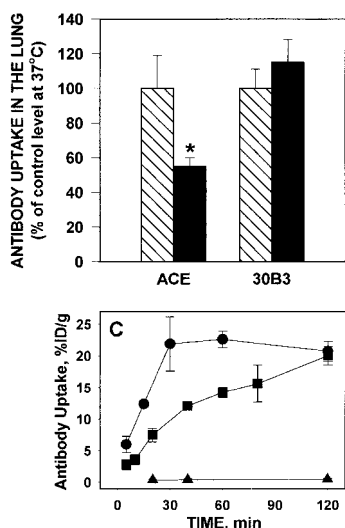 ANTIBODY UPTAKE IN THE LUNG
(% of control level at 37°C)
140
120
100
80
60
40
20
0
*
ACE 30B3
C
Antibody Uptake, %ID/g
25
20
15
10
5
0
0 30 60 90 120
TIME, min